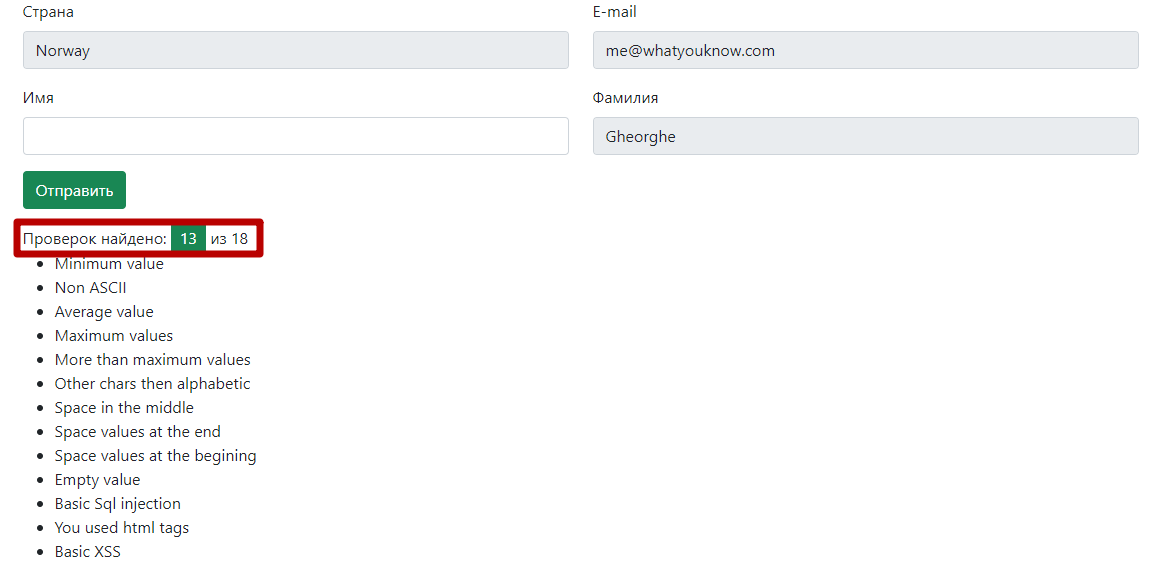 Страна
E-mail
Norway
me@whatyouknow.com
Имя
Фамилия
Gheorghe
Отправить
Проверок найдено: 13 из 18
Minimum value
Non ASCII
Average value
Maximum values
More than maximum values
Other chars then alphabetic
Space in the middle
Space values at the end
Space values at the begining
Empty value
Basic Sql injection
You used html tags
Basic XSS